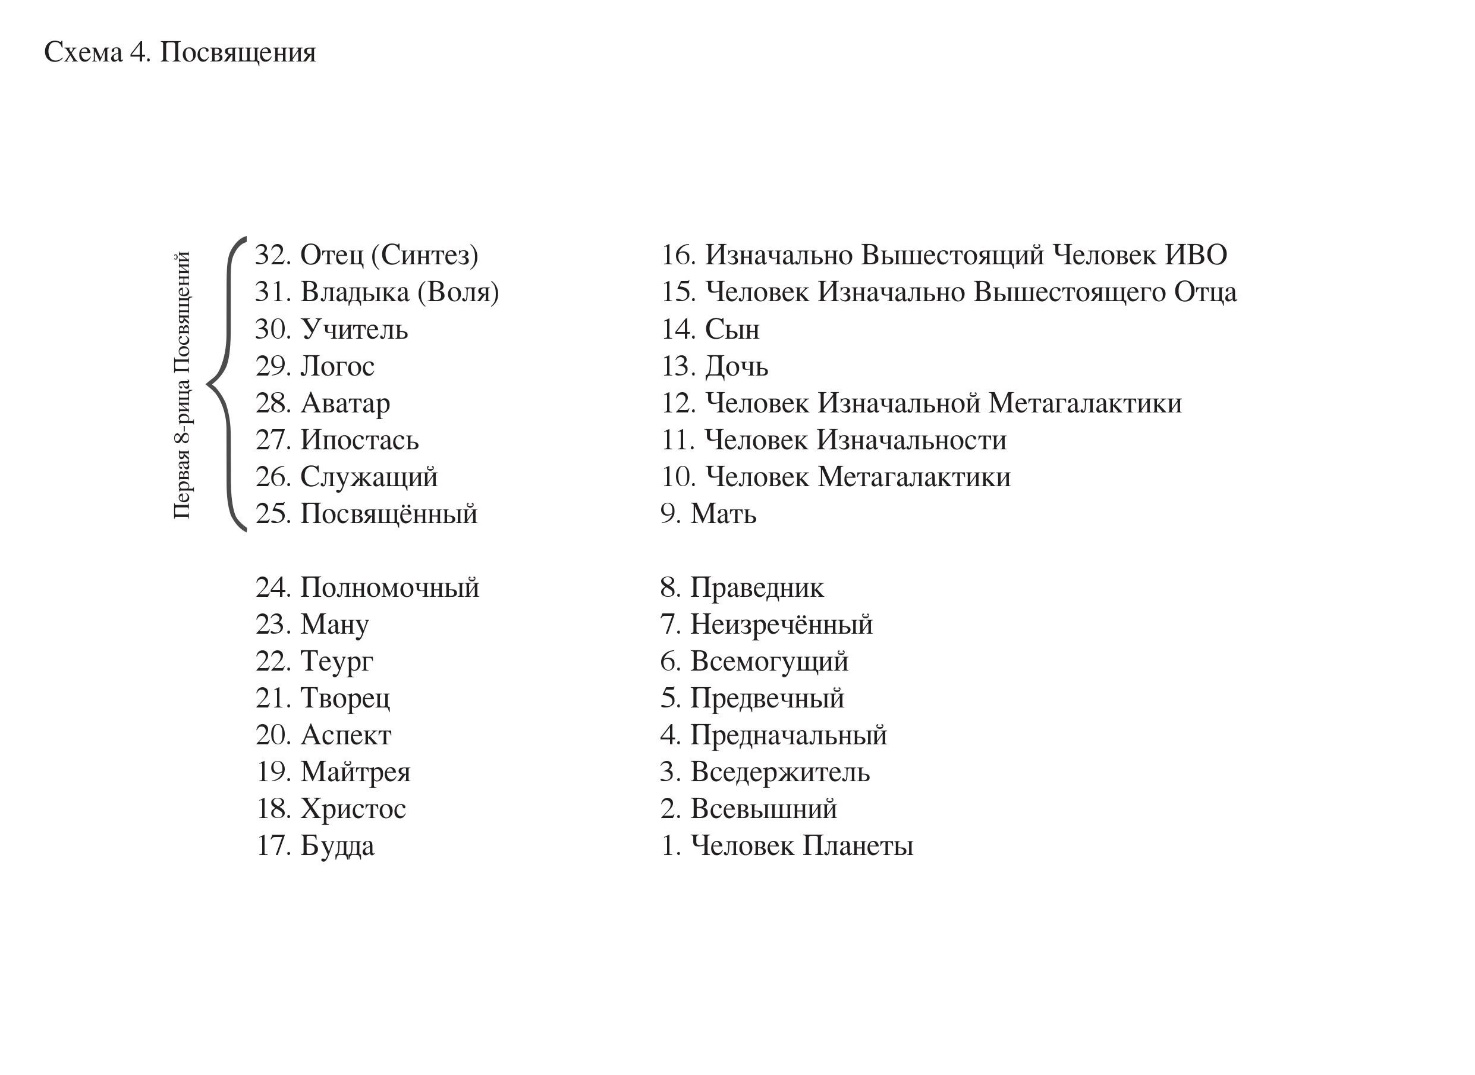 Схема 4. Посвящения
Первая 8-рица Посвящений
32. Отец (Синтез)
31. Владыка (Воля)
30. Учитель
29. Логос
28. Аватар
27. Ипостась
26. Служащий
25. Посвящённый
24. Полномочный
23. Ману
22. Теург
21. Творец
20. Аспект
19. Майтрея
18. Христос
17. Будда
16. Изначально Вышестоящий Человек ИВО
15. Человек Изначально Вышестоящего Отца
14. Сын
13. Дочь
12. Человек Изначальной Метагалактики
11. Человек Изначальности
10. Человек Метагалактики
9. Мать
8. Праведник
7. Неизречённый
6. Всемогущий
5. Предвечный
4. Предначальный
3. Вседержитель
2. Всевышний
1. Человек Планеты